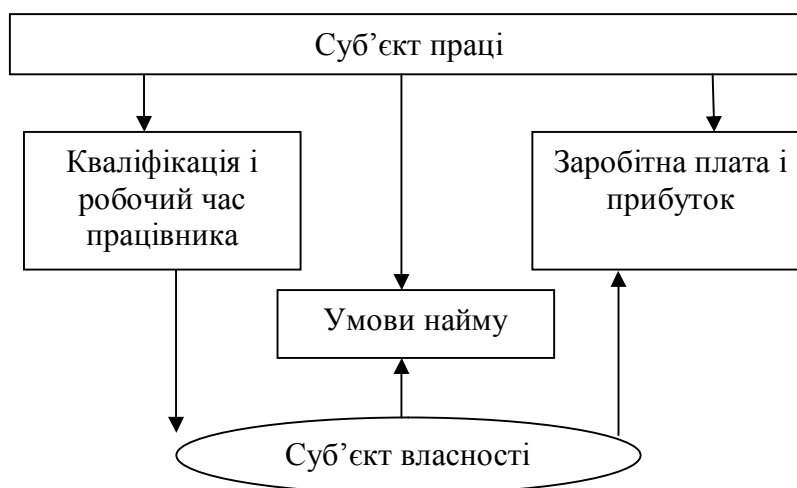 Суб’єкт праці
Кваліфікація і
робочий час
працівника
Заробітна плата і
прибуток
Умови найму
Суб’єкт власності